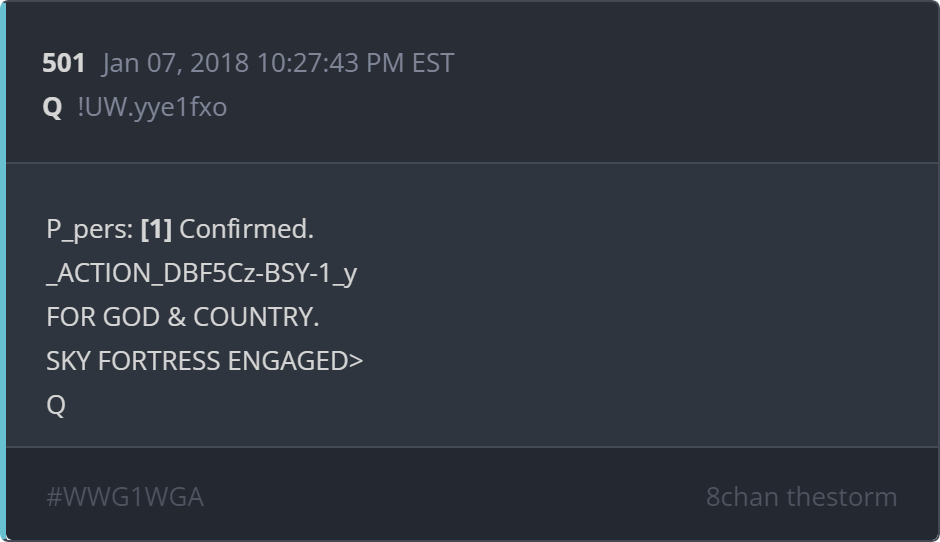 501 Jan 07, 2018 10:27:43 PM EST
Q !UW.yye1fxo
P_pers: [1] Confirmed.
_ACTION_DBF5Cz-BSY-1_y
FOR GOD & COUNTRY.
SKY FORTRESS ENGAGED>
Q
#WWG1WGA 8chan thestorm